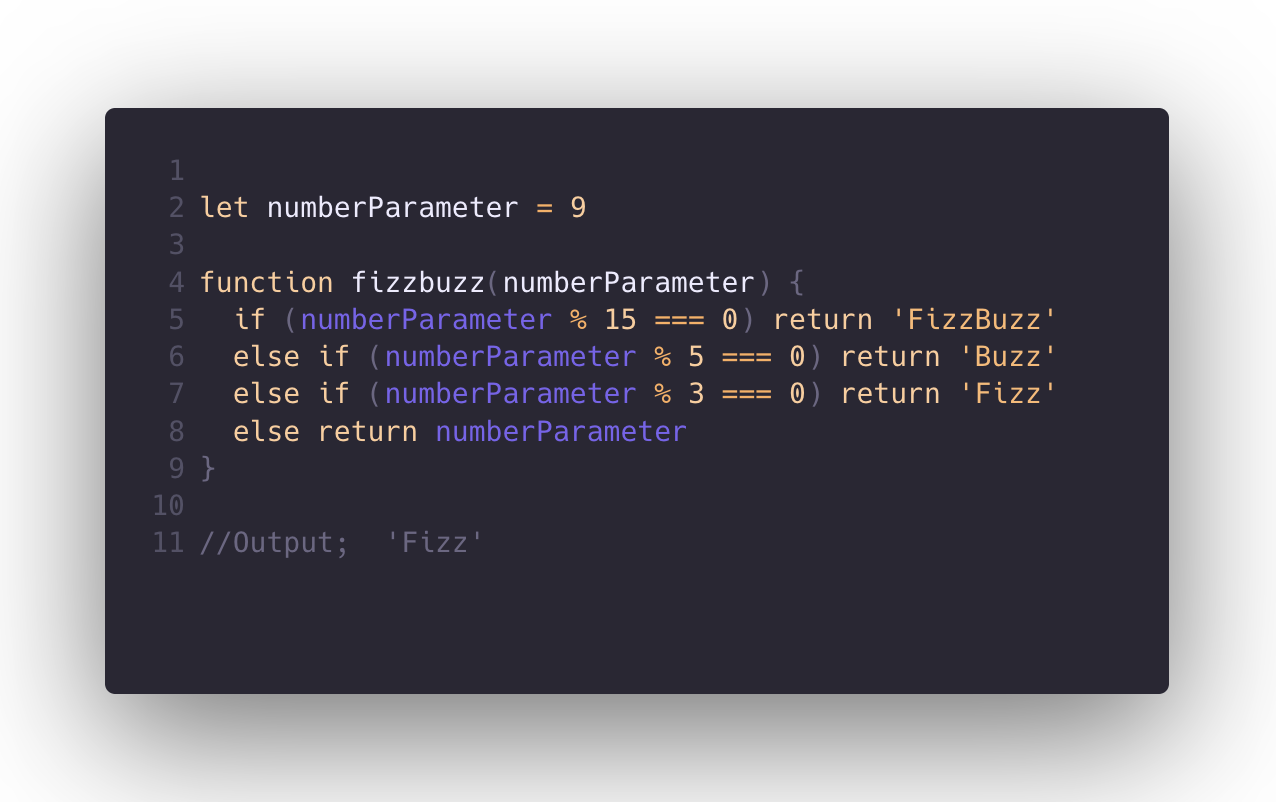 1
2 let numberParameter = 9
3
4 function fizzbuzz(numberParameter) {
5   if (numberParameter % 15 === 0) return 'FizzBuzz'
6   else if (numberParameter % 5 === 0) return 'Buzz'
7   else if (numberParameter % 3 === 0) return 'Fizz'
8   else return numberParameter
9 }
10
11 //Output;  'Fizz'